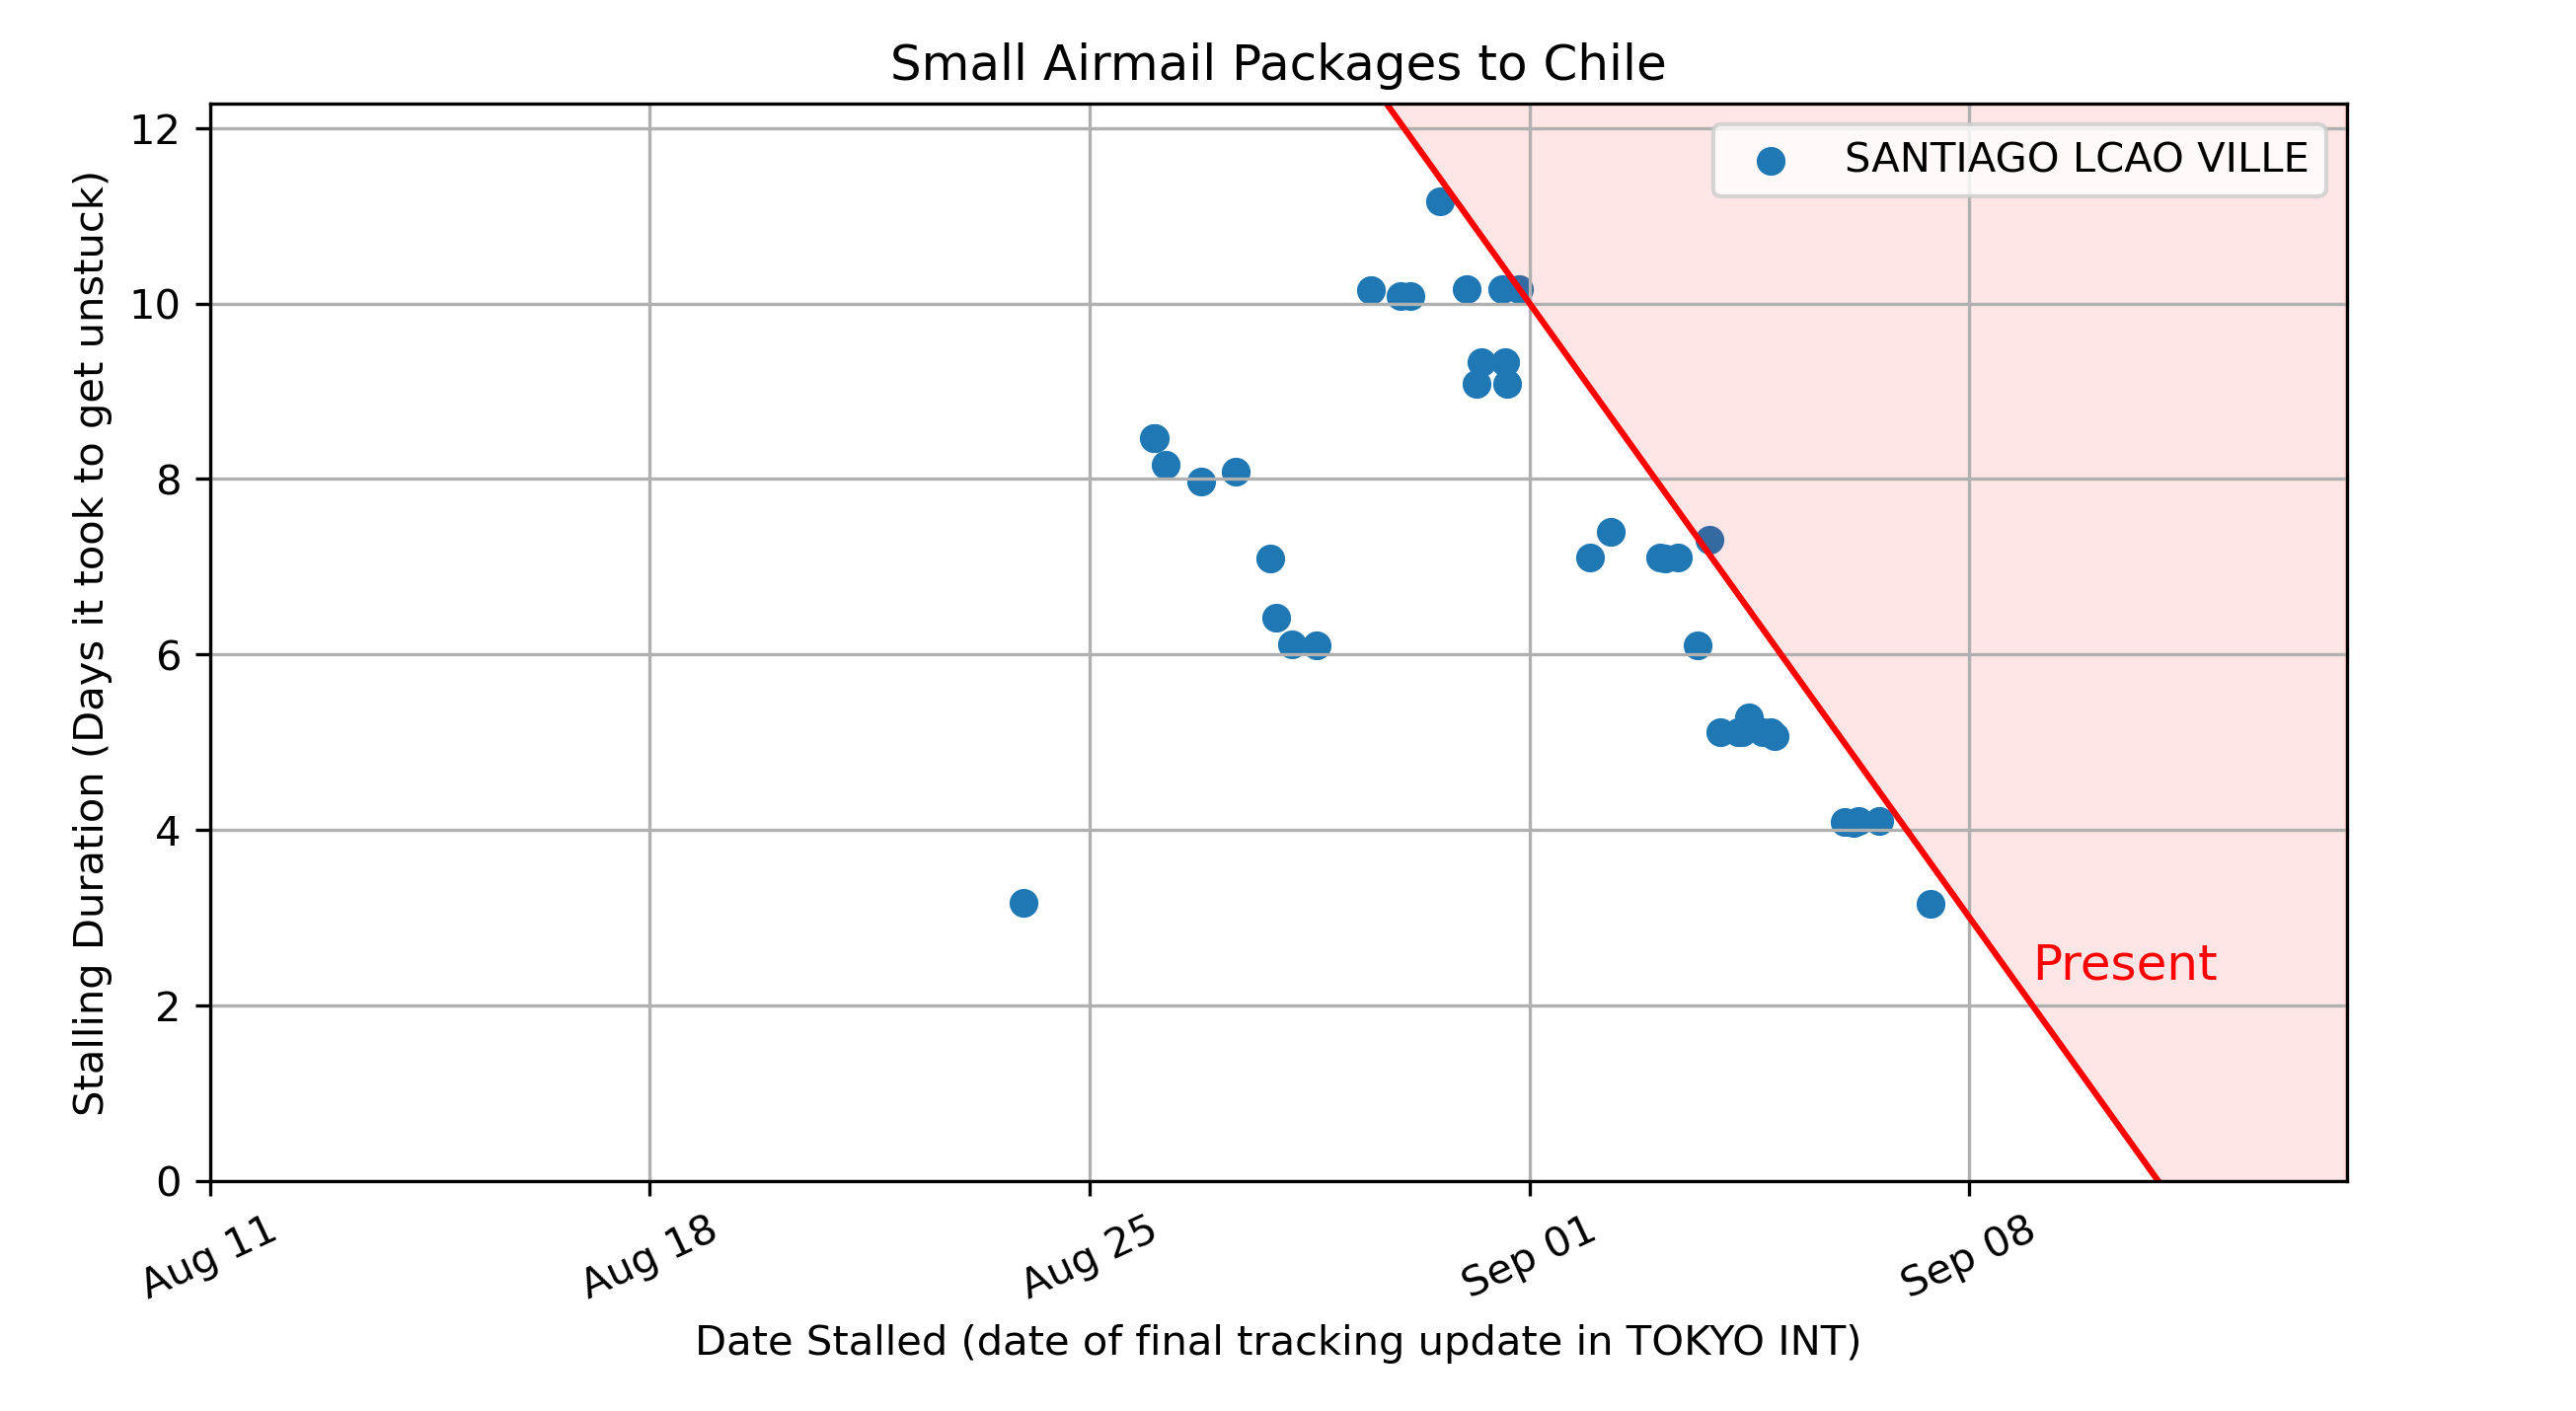 Small Airmail Packages to Chile
SANTIAGO LCAO VILLE
12
10
8
6
4
2
0
Stalling Duration (Days it took to get unstuck)
Present
Aug 11
Aug 18
Aug 25
Sep 01
Sep 08
Date Stalled (date of final tracking update in TOKYO INT)